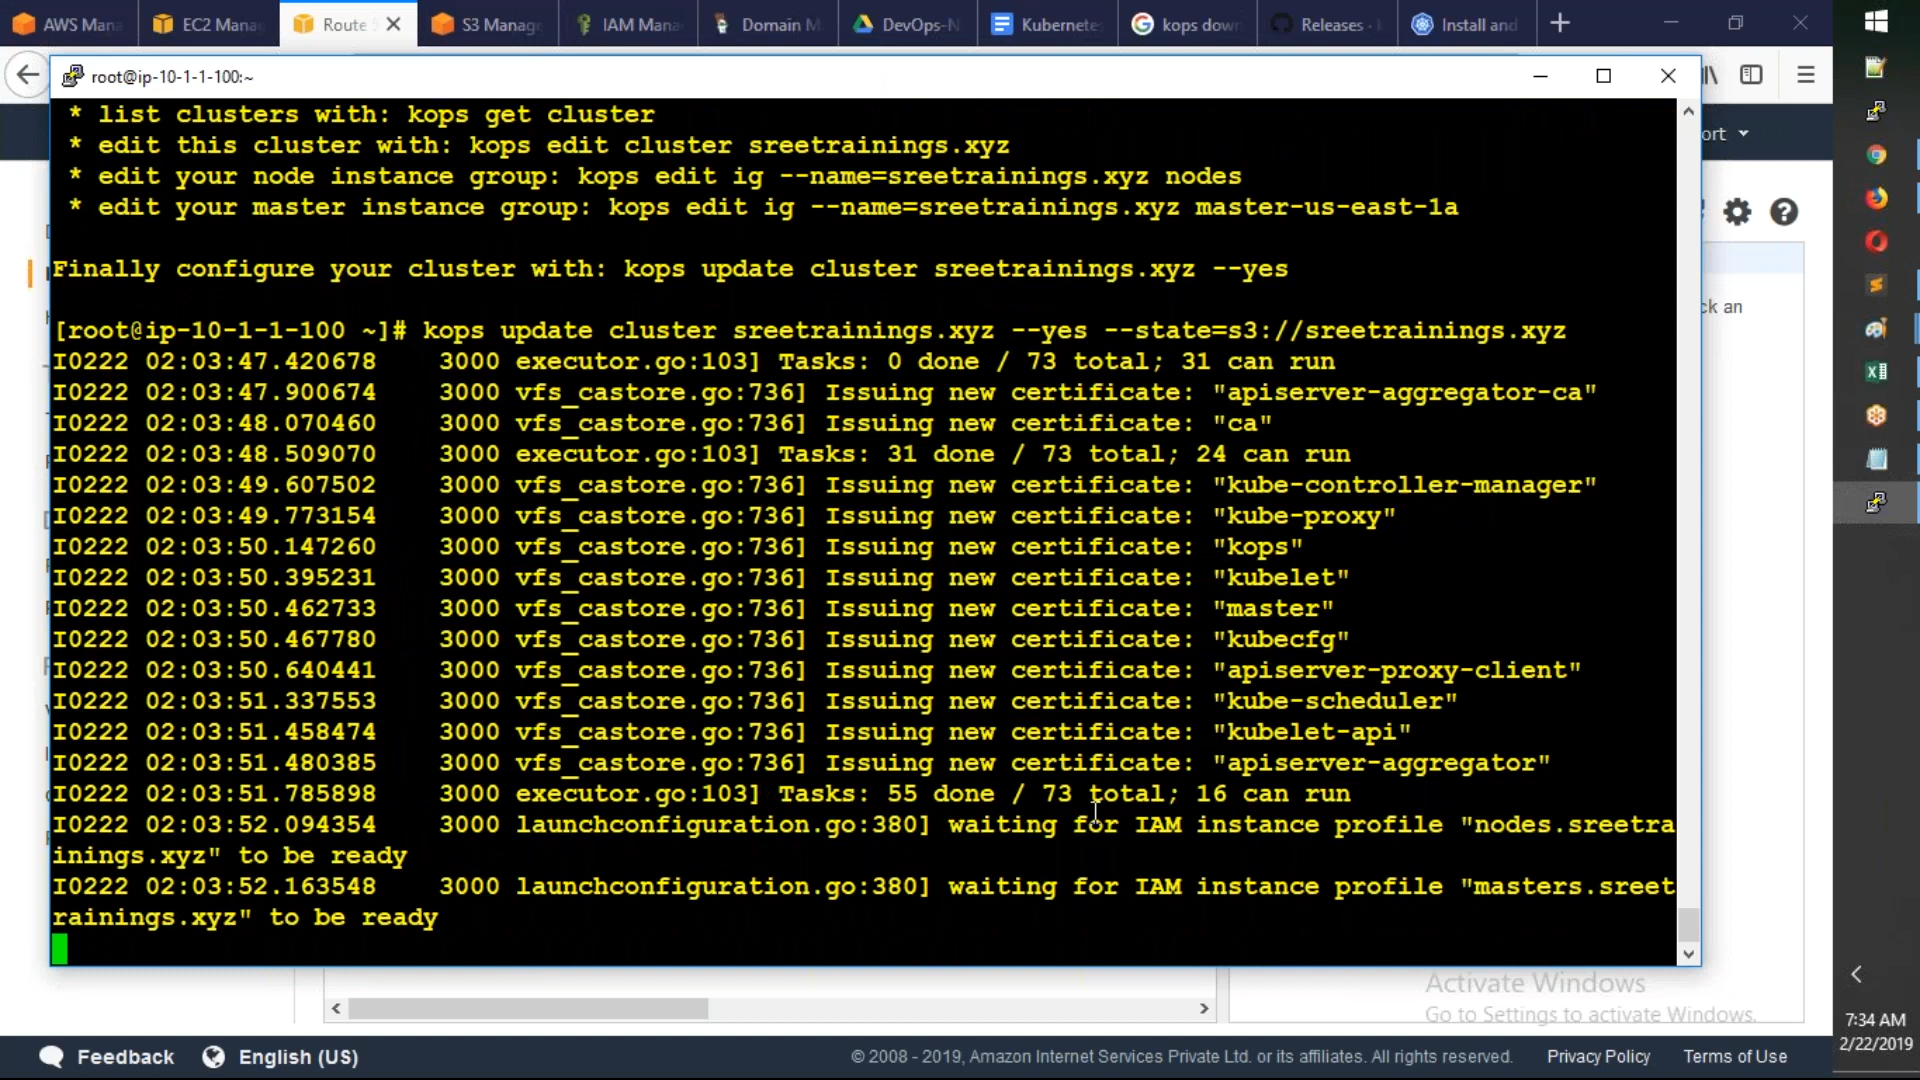 AWS Man
EC2 Mana
Route
S3 Manag
IAM Mana
Domain M
DevOps-N
Kubernete
kops dow
Releases ·
Install and
root@ip-10-1-1-100:~
* list clusters with: kops get cluster
* edit this cluster with: kops edit cluster sreetrainings.xyz
* edit your node instance group: kops edit ig --name=sreetrainings.xyz nodes
* edit your master instance group: kops edit ig --name=sreetrainings.xyz master-us-east-1a
Finally configure your cluster with: kops update cluster sreetrainings.xyz --yes
[root@ip-10-1-1-100 ~]# kops update cluster sreetrainings.xyz --yes --state=s3://sreetrainings.xyz
I0222 02:03:47.420678    3000 executor.go:103] Tasks: 0 done / 73 total; 31 can run
I0222 02:03:47.900674    3000 vfs_castore.go:736] Issuing new certificate: "apiserver-aggregator-ca"
I0222 02:03:48.070460    3000 vfs_castore.go:736] Issuing new certificate: "ca"
I0222 02:03:48.509070    3000 executor.go:103] Tasks: 31 done / 73 total; 24 can run
I0222 02:03:49.607502    3000 vfs_castore.go:736] Issuing new certificate: "kube-controller-manager"
I0222 02:03:49.773154    3000 vfs_castore.go:736] Issuing new certificate: "kube-proxy"
I0222 02:03:50.147260    3000 vfs_castore.go:736] Issuing new certificate: "kops"
I0222 02:03:50.395231    3000 vfs_castore.go:736] Issuing new certificate: "kubelet"
I0222 02:03:50.462733    3000 vfs_castore.go:736] Issuing new certificate: "master"
I0222 02:03:50.467780    3000 vfs_castore.go:736] Issuing new certificate: "kubecfg"
I0222 02:03:50.640441    3000 vfs_castore.go:736] Issuing new certificate: "apiserver-proxy-client"
I0222 02:03:51.337553    3000 vfs_castore.go:736] Issuing new certificate: "kube-scheduler"
I0222 02:03:51.458474    3000 vfs_castore.go:736] Issuing new certificate: "kubelet-api"
I0222 02:03:51.480385    3000 vfs_castore.go:736] Issuing new certificate: "apiserver-aggregator"
I0222 02:03:51.785898    3000 executor.go:103] Tasks: 55 done / 73 total; 16 can run
I0222 02:03:52.094354    3000 launchconfiguration.go:380] waiting for IAM instance profile "nodes.sreetra
inings.xyz" to be ready
I0222 02:03:52.163548    3000 launchconfiguration.go:380] waiting for IAM instance profile "masters.sreet
rainings.xyz" to be ready
ort
ck an
Activate Windows
Go to Settings to activate Windows.
Feedback
English (US)
© 2008 - 2019, Amazon Internet Services Private Ltd. or its affiliates. All rights reserved.
Privacy Policy
Terms of Use
7:34 AM
2/22/2019